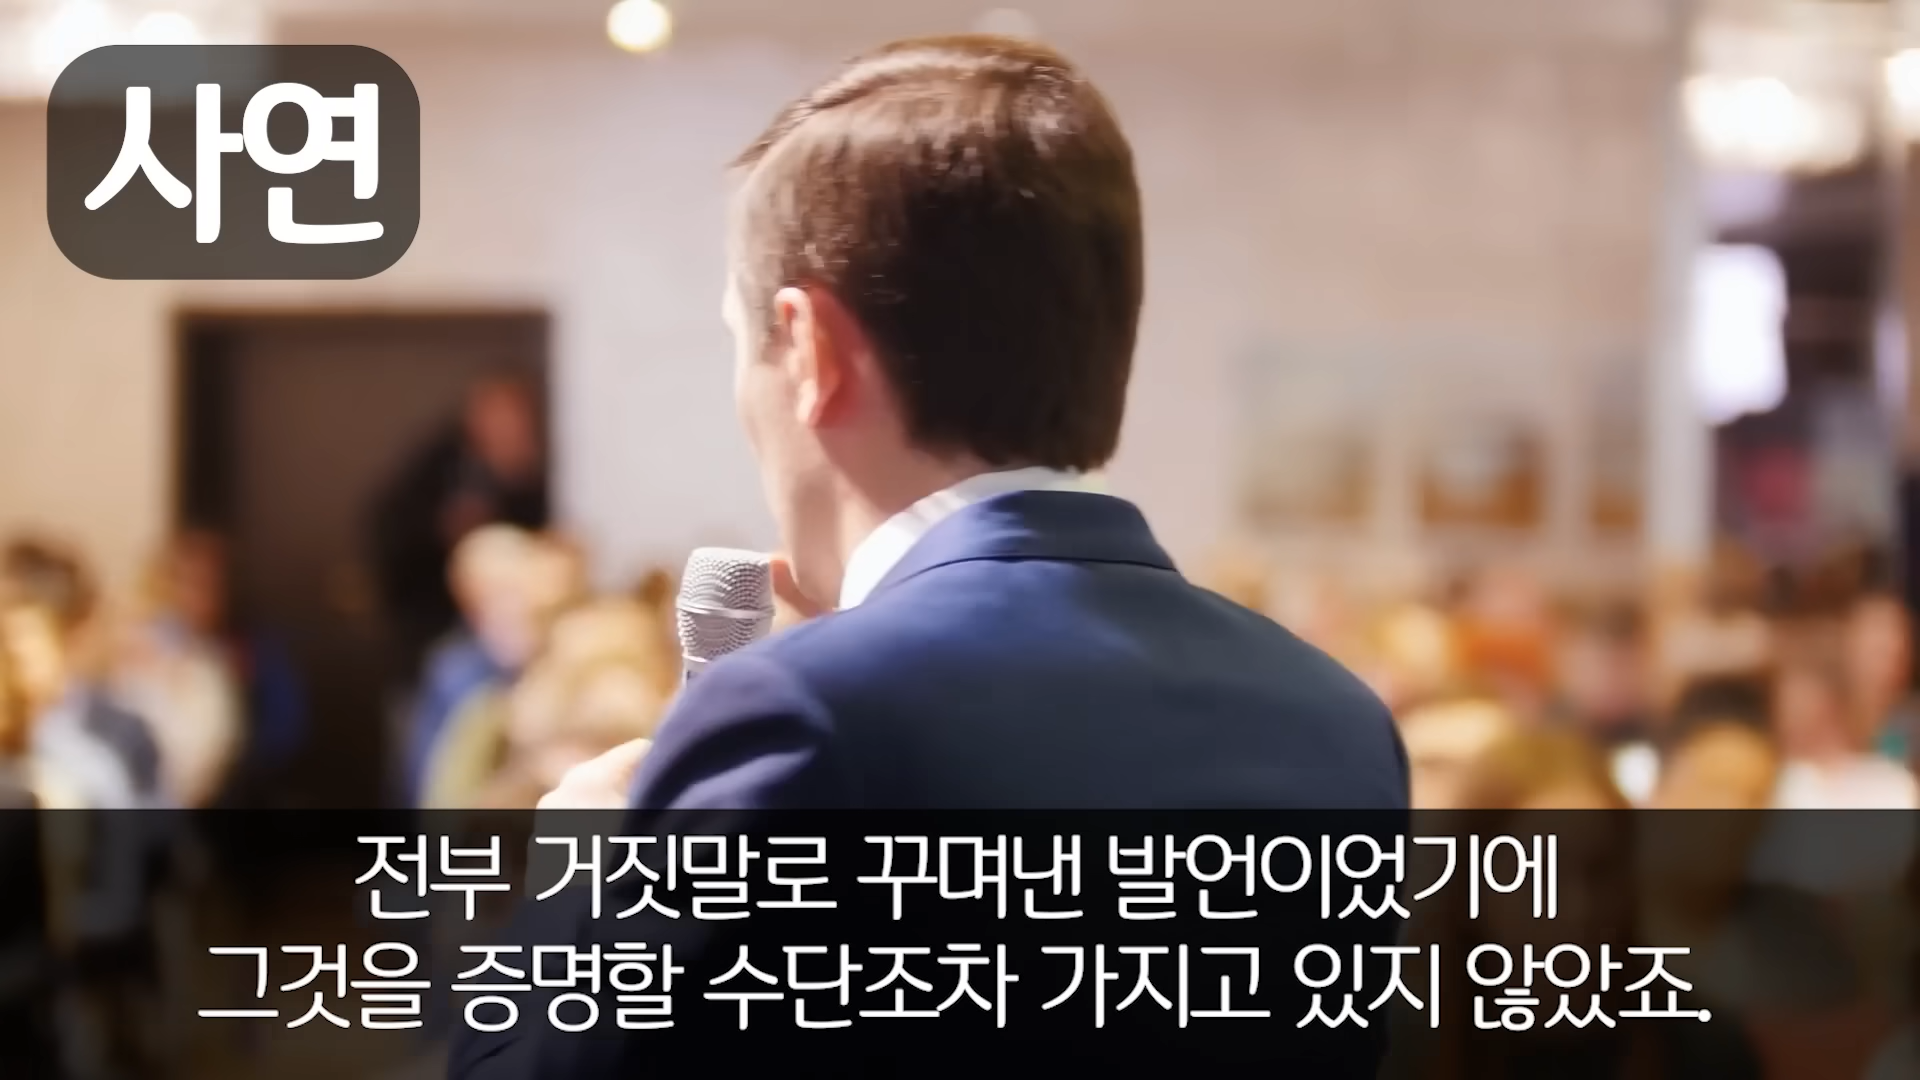 사연
전부 거짓말로 꾸며낸 발언이었기에
그것을 증명할 수단조차 가지고 있지 않았죠.